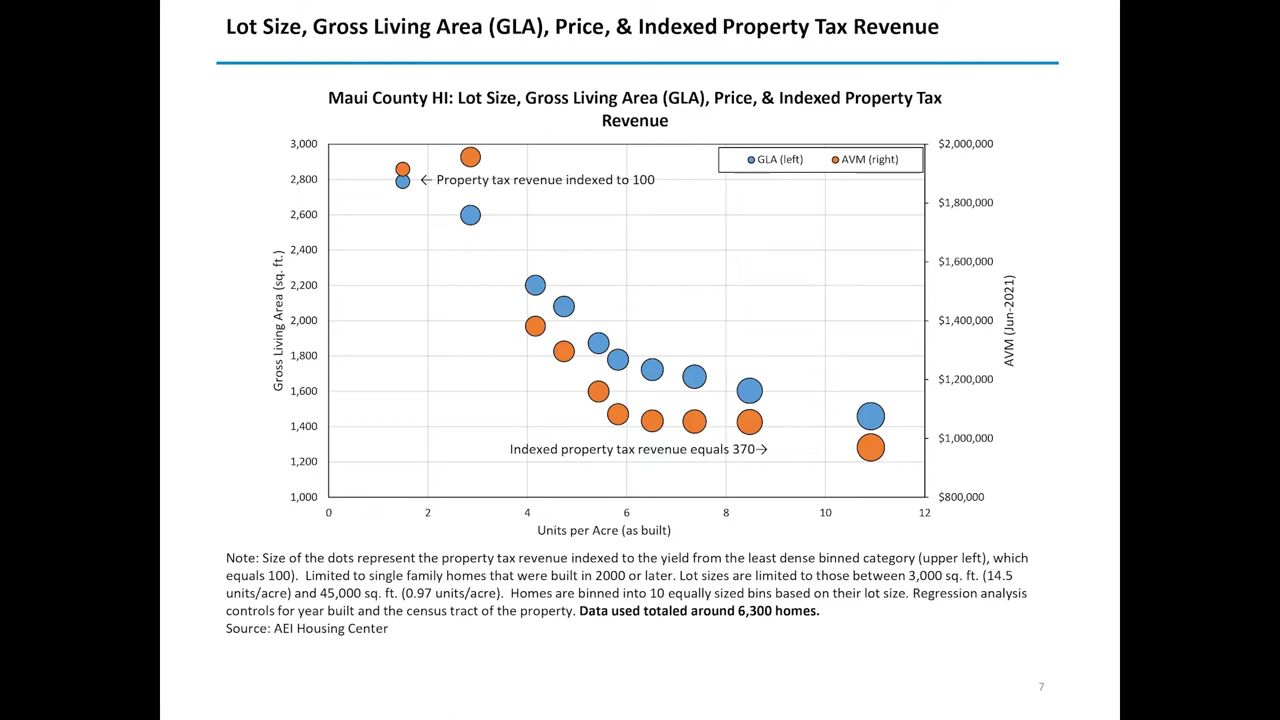 Lot Size, Gross Living Area (GLA), Price, & Indexed Property Tax Revenue
Maui County HI: Lot Size, Gross Living Area (GLA), Price, & Indexed Property Tax
Revenue
GLA (left)
AVM (right)
← Property tax revenue indexed to 100
Indexed property tax revenue equals 370→
Gross Living Area (sq. ft.)
3,000
2,800
2,600
2,400
2,200
2,000
1,800
1,600
1,400
1,200
1,000
$2,000,000
$1,800,000
$1,600,000
$1,400,000
$1,200,000
$1,000,000
$800,000
AVM (Jun-2021)
0 2 4 6 8 10 12
Units per Acre (as built)
Note: Size of the dots represent the property tax revenue indexed to the yield from the least dense binned category (upper left), which
equals 100). Limited to single family homes that were built in 2000 or later. Lot sizes are limited to those between 3,000 sq. ft. (14.5
units/acre) and 45,000 sq. ft. (0.97 units/acre). Homes are binned into 10 equally sized bins based on their lot size. Regression analysis
controls for year built and the census tract of the property. Data used totaled around 6,300 homes.
Source: AEI Housing Center
7